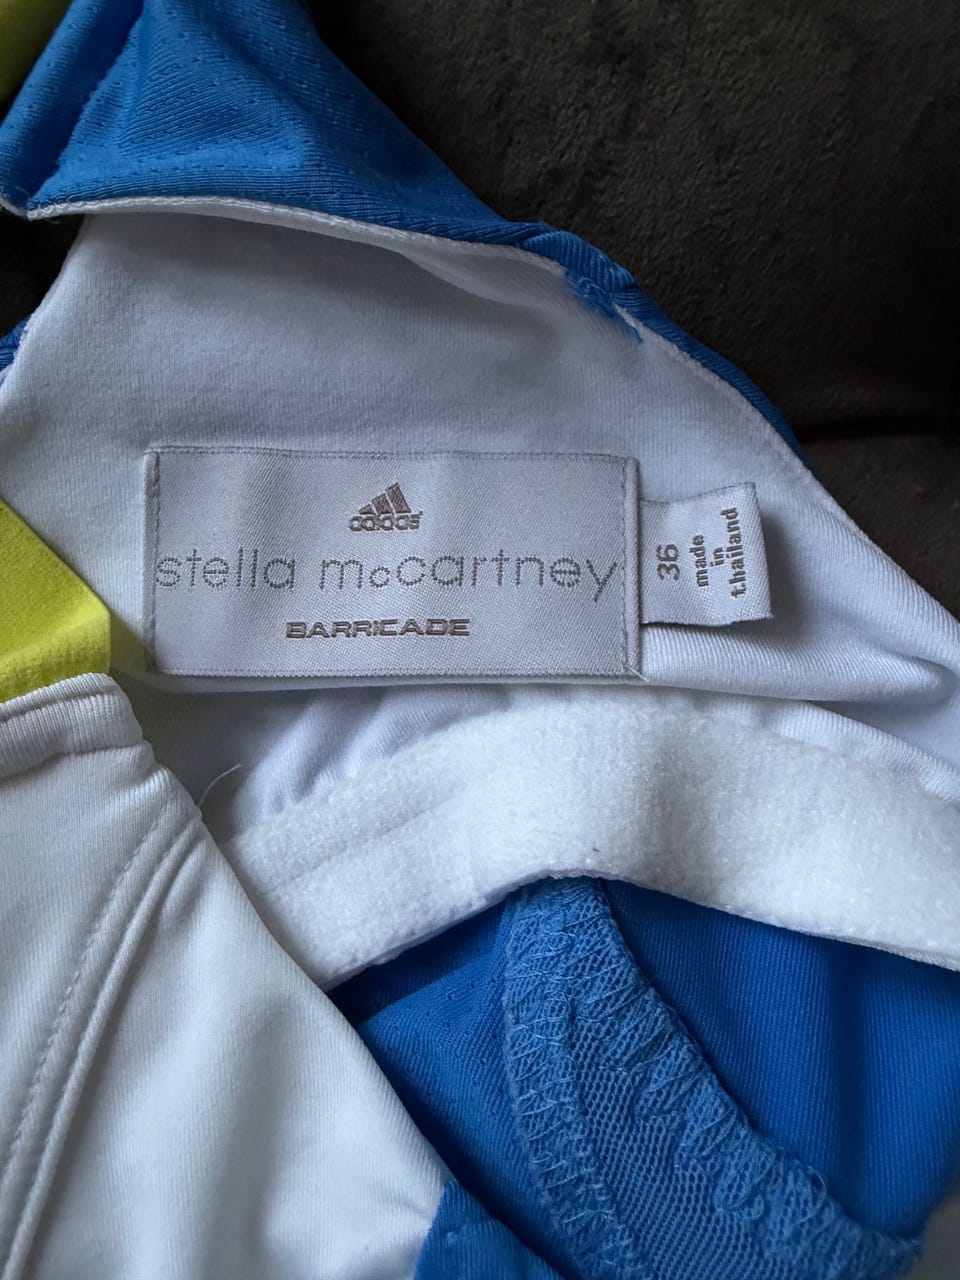 adidas
stella mccartney
BARRICADE
36
made
in
thailand